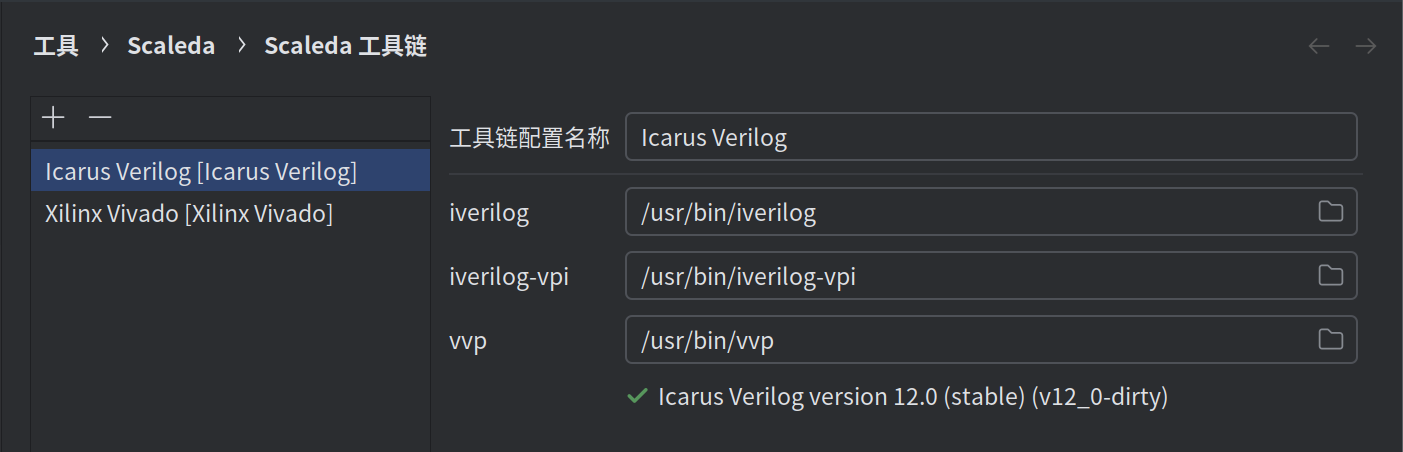 工具 > Scaleda > Scaleda 工具链
Icarus Verilog [Icarus Verilog]
Xilinx Vivado [Xilinx Vivado]
工具链配置名称 Icarus Verilog
iverilog /usr/bin/iverilog
iverilog-vpi /usr/bin/iverilog-vpi
vvp /usr/bin/vvp
Icarus Verilog version 12.0 (stable) (v12_0-dirty)